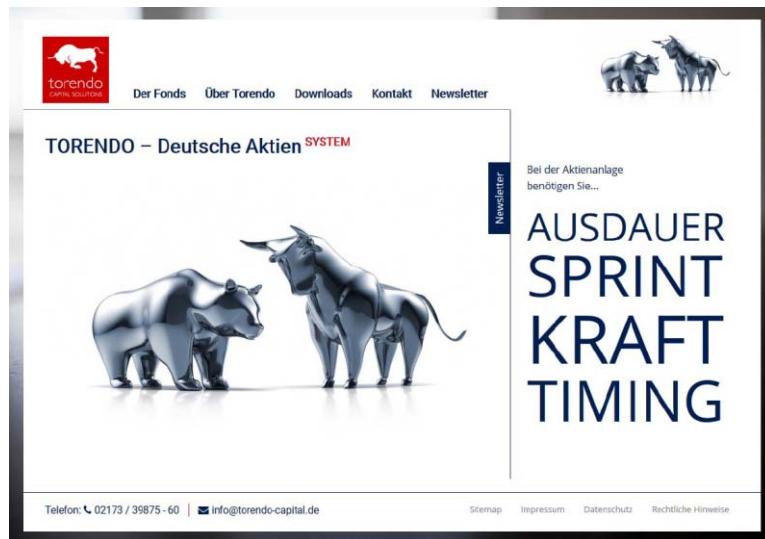 torendo
CAPITAL SOLUTIONS
Der Fonds Über Torendo Downloads Kontakt Newsletter
TORENDO – Deutsche Aktien SYSTEM
Newsletter
Bei der Aktienanlage
benötigen Sie...
AUSDAUER
SPRINT
KRAFT
TIMING
Telefon: 02173 / 39875 - 60 | info@torendo-capital.de
Sitemap Impressum Datenschutz Rechtliche Hinweise